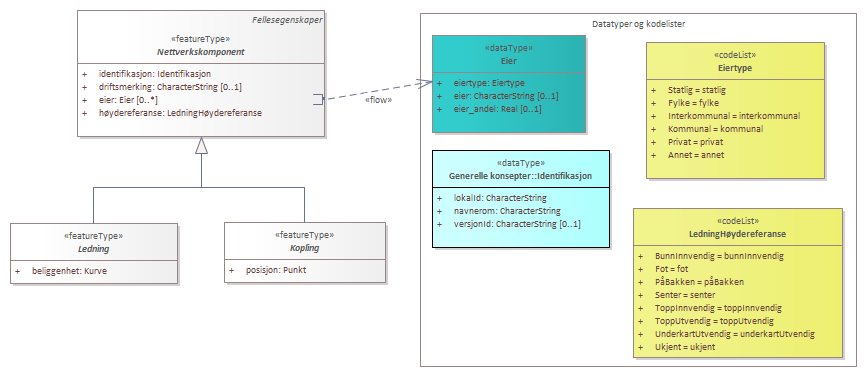 Fellesegenskaper
«featureType»
Nettverkskomponent
+ identifikasjon: Identifikasjon
+ driftsmerking: CharacterString [0..1]
+ eier: Eier [0..*]
+ høydereferanse: LedningHøydereferanse
«flow»
«featureType»
Ledning
+ beliggenhet: Kurve
«featureType»
Kopling
+ posisjon: Punkt
Datatyper og kodelister
«dataType»
Eier
+ eiertype: Eiertype
+ eier: CharacterString [0..1]
+ eier_andel: Real [0..1]
«dataType»
Generelle konsepter::Identifikasjon
+ lokalId: CharacterString
+ navnerom: CharacterString
+ versjonId: CharacterString [0..1]
«codeList»
Eiertype
+ Statlig = statlig
+ Fylke = fylke
+ Interkommunal = interkommunal
+ Kommunal = kommunal
+ Privat = privat
+ Annet = annet
«codeList»
LedningHøydereferanse
+ BunnInnvendig = bunnInnvendig
+ Fot = fot
+ PåBakken = påBakken
+ Senter = senter
+ ToppInnvendig = toppInnvendig
+ ToppUtvendig = toppUtvendig
+ UnderkartUtvendig = underkartUtvendig
+ Ukjent = ukjent